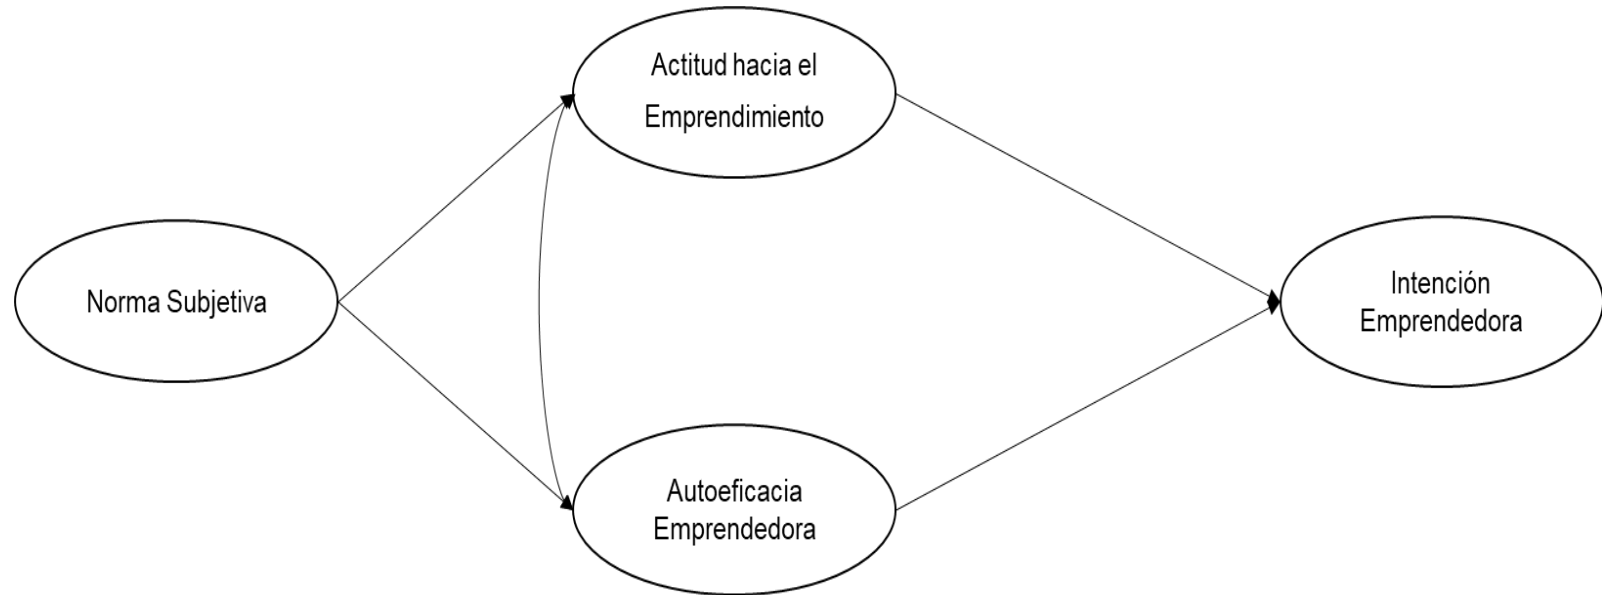 Actitud hacia el
Emprendimiento
Norma Subjetiva
Intención
Emprendedora
Autoeficacia
Emprendedora